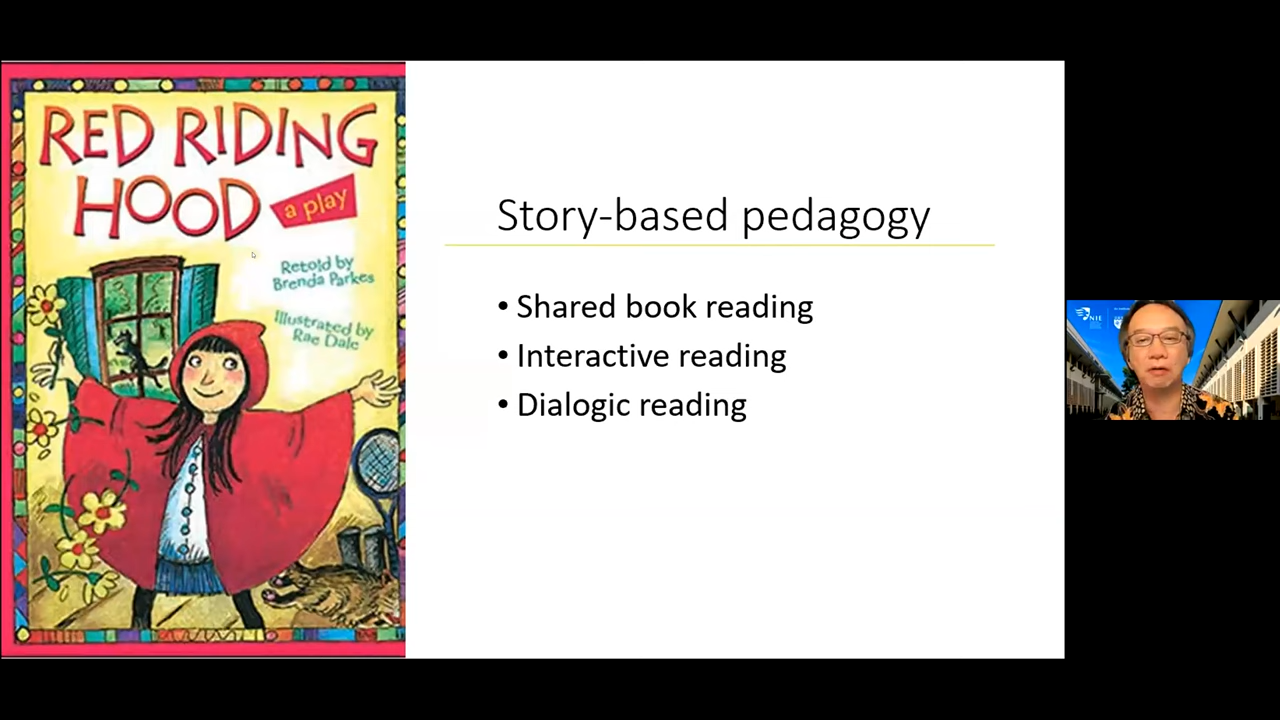 RED RIDING
HOOD
a play
Retold by
Brenda Parkes
Illustrated by
Rae Dale
Story-based pedagogy
• Shared book reading
• Interactive reading
• Dialogic reading
NIE